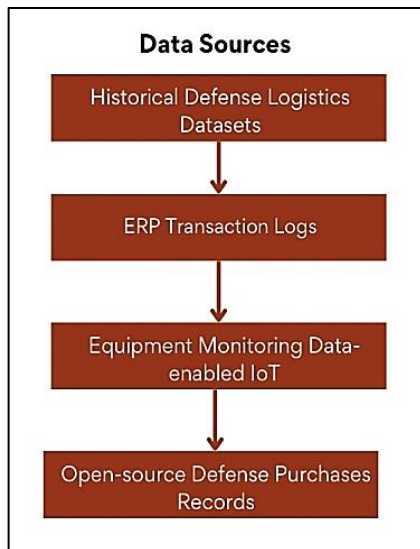 Data Sources
Historical Defense Logistics
Datasets
ERP Transaction Logs
Equipment Monitoring Data-
enabled IoT
Open-source Defense Purchases
Records